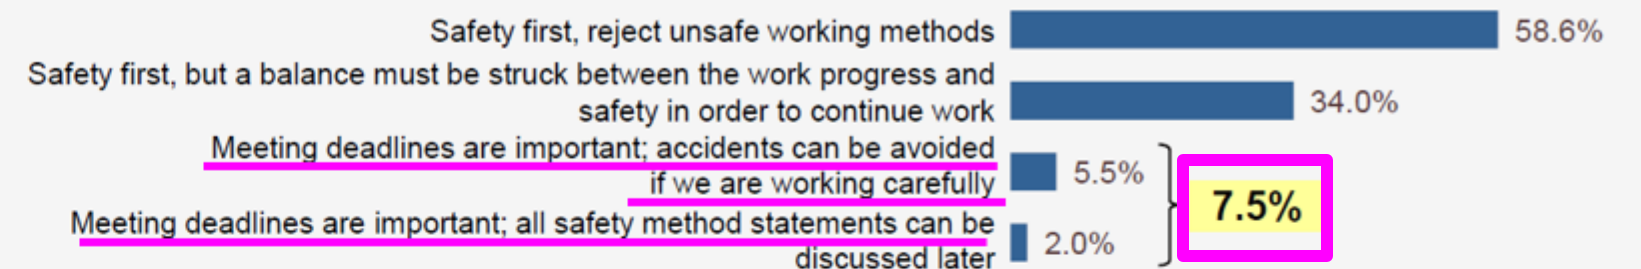 Safety first, reject unsafe working methods 58.6%
Safety first, but a balance must be struck between the work progress and
safety in order to continue work 34.0%
Meeting deadlines are important; accidents can be avoided
if we are working carefully 5.5%
7.5%
Meeting deadlines are important; all safety method statements can be
discussed later 2.0%